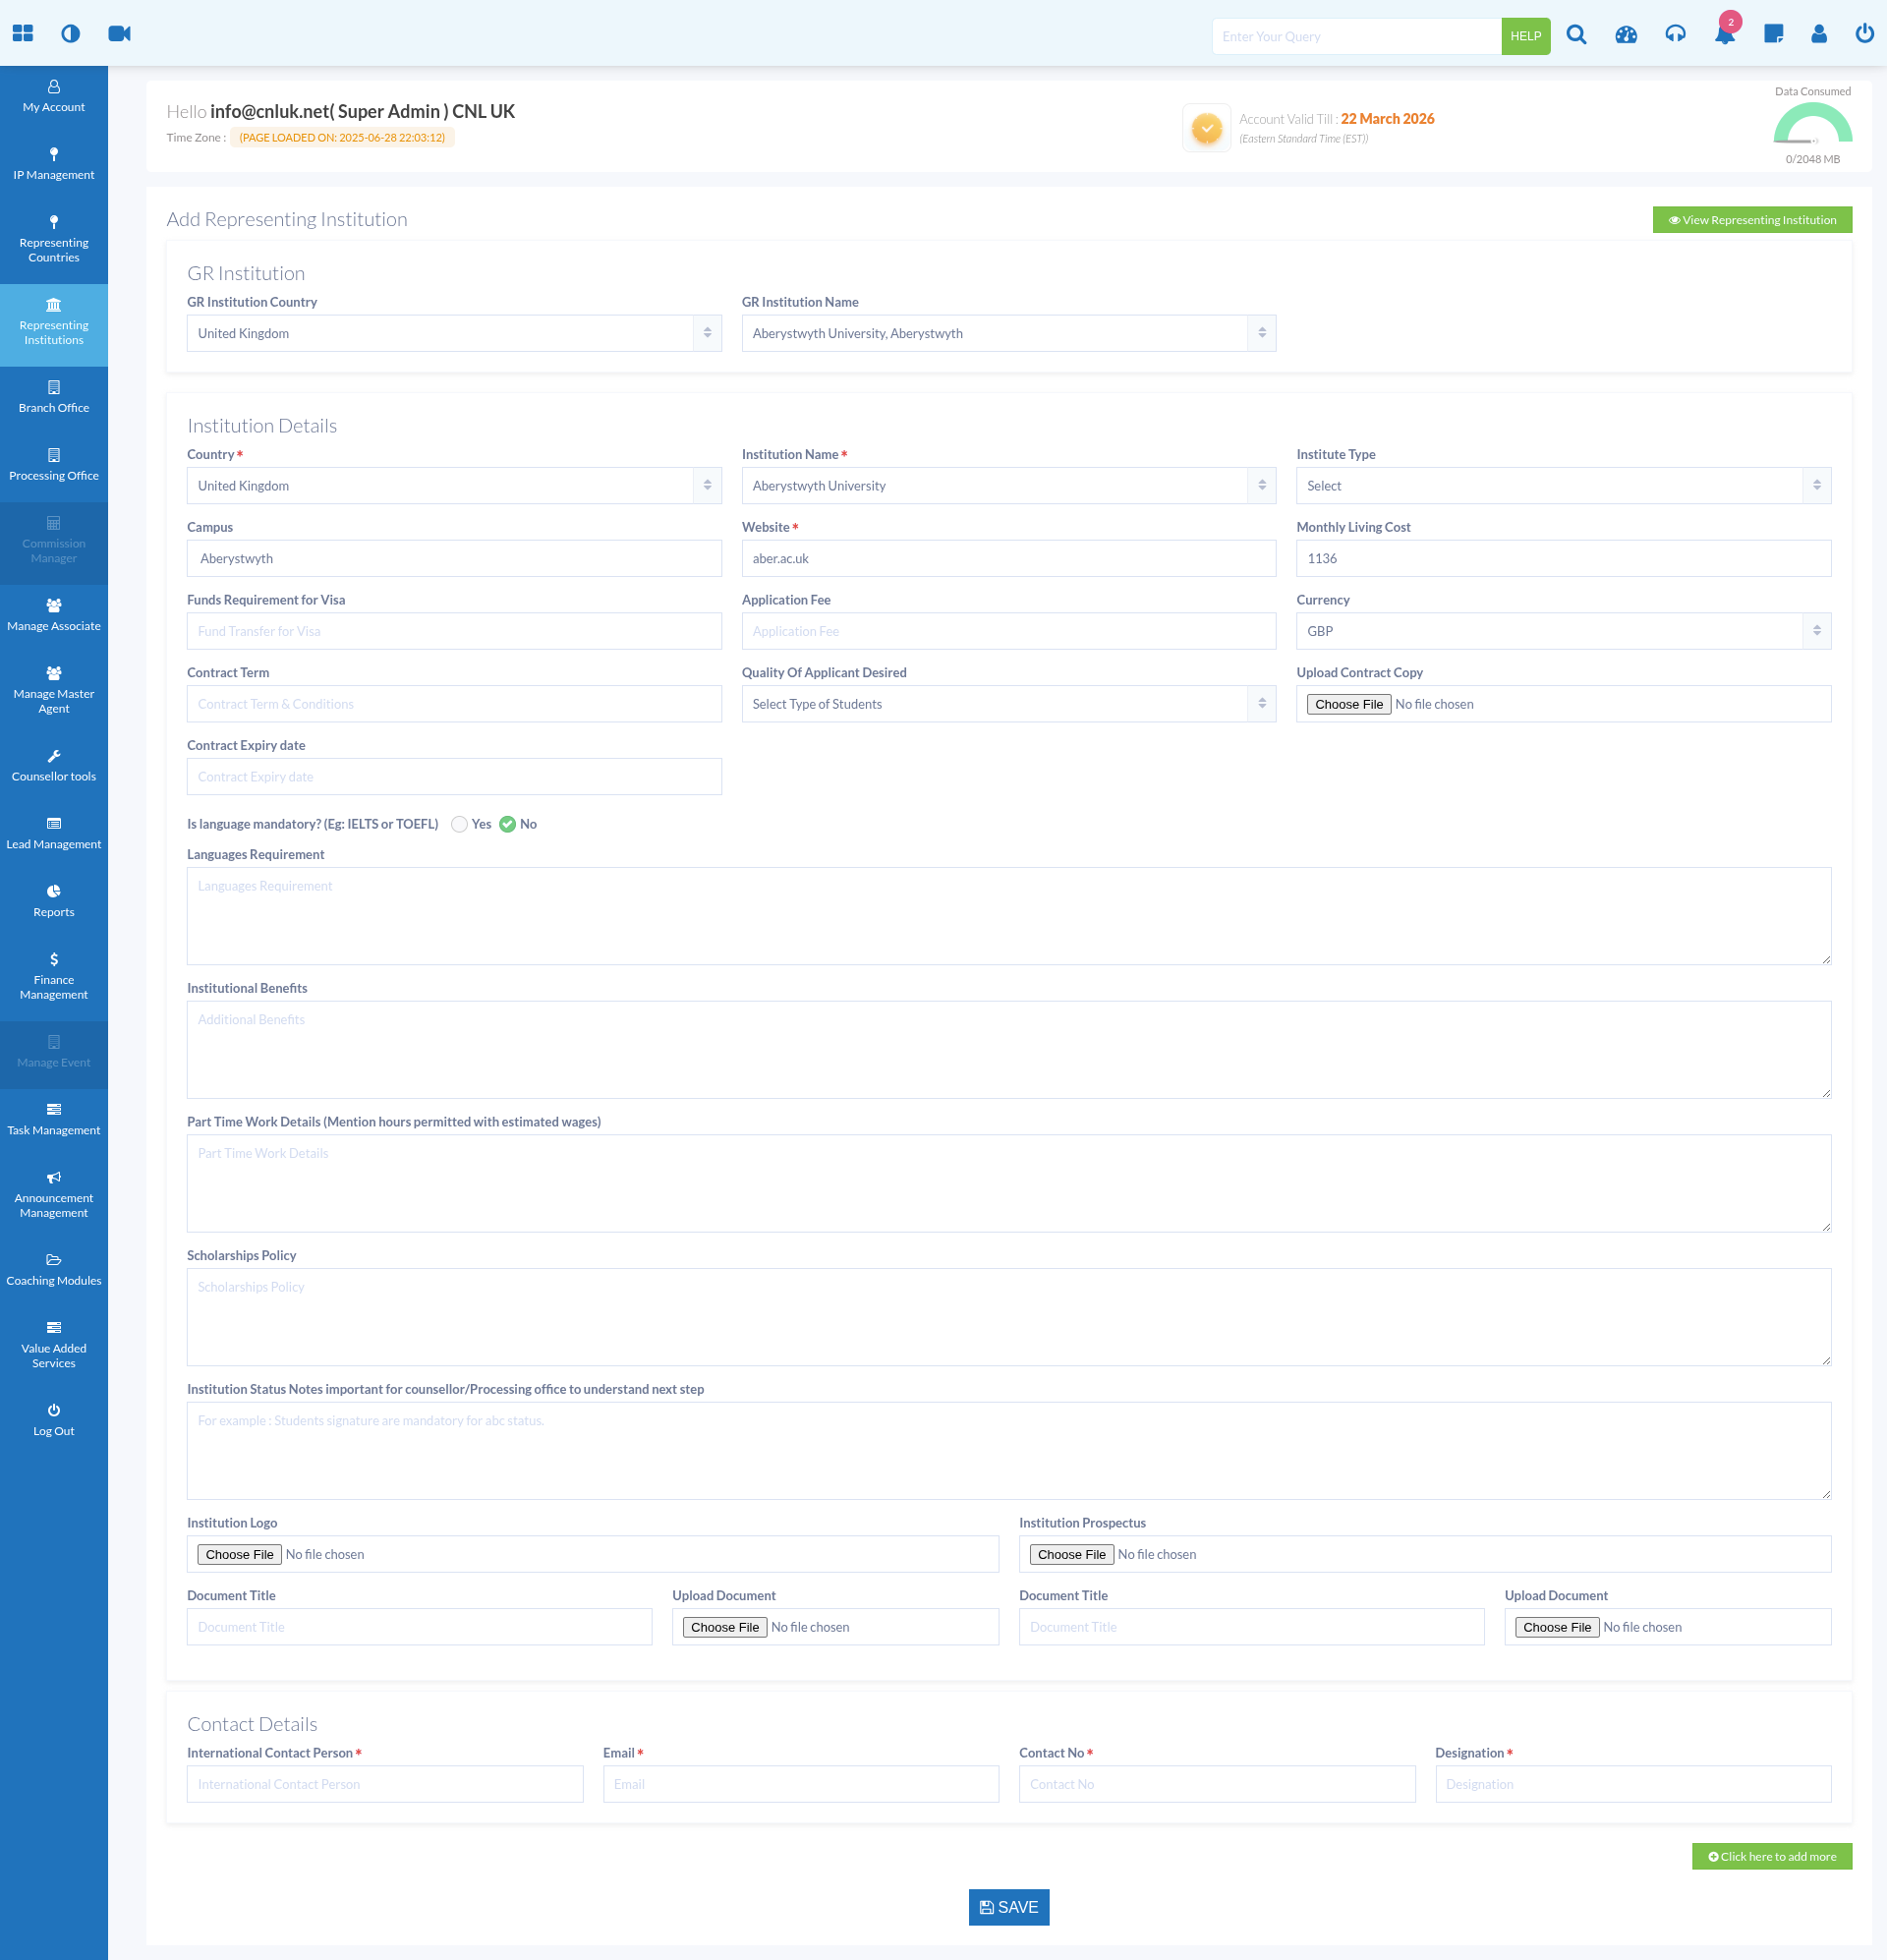 Enter Your Query
HELP
2
My Account
IP Management
Representing
Countries
Representing
Institutions
Branch Office
Processing Office
Commission
Manager
Manage Associate
Manage Master
Agent
Counsellor tools
Lead Management
Reports
Finance
Management
Manage Event
Task Management
Announcement
Management
Coaching Modules
Value Added
Services
Log Out
Hello info@cnluk.net( Super Admin ) CNL UK
Time Zone : (PAGE LOADED ON: 2025-06-28 22:03:12)
Account Valid Till : 22 March 2026
(Eastern Standard Time (EST))
Data Consumed
0/2048 MB
Add Representing Institution
View Representing Institution
GR Institution
GR Institution Country
GR Institution Name
United Kingdom
Aberystwyth University, Aberystwyth
Institution Details
Country *
Institution Name *
Institute Type
United Kingdom
Aberystwyth University
Select
Campus
Website *
Monthly Living Cost
Aberystwyth
aber.ac.uk
1136
Funds Requirement for Visa
Application Fee
Currency
Fund Transfer for Visa
Application Fee
GBP
Contract Term
Quality Of Applicant Desired
Upload Contract Copy
Contract Term & Conditions
Select Type of Students
Choose File No file chosen
Contract Expiry date
Contract Expiry date
Is language mandatory? (Eg: IELTS or TOEFL) Yes No
Languages Requirement
Languages Requirement
Institutional Benefits
Additional Benefits
Part Time Work Details (Mention hours permitted with estimated wages)
Part Time Work Details
Scholarships Policy
Scholarships Policy
Institution Status Notes important for counsellor/Processing office to understand next step
For example : Students signature are mandatory for abc status.
Institution Logo
Institution Prospectus
Choose File No file chosen
Choose File No file chosen
Document Title
Upload Document
Document Title
Upload Document
Document Title
Choose File No file chosen
Document Title
Choose File No file chosen
Contact Details
International Contact Person *
Email *
Contact No *
Designation *
International Contact Person
Email
Contact No
Designation
Click here to add more
SAVE